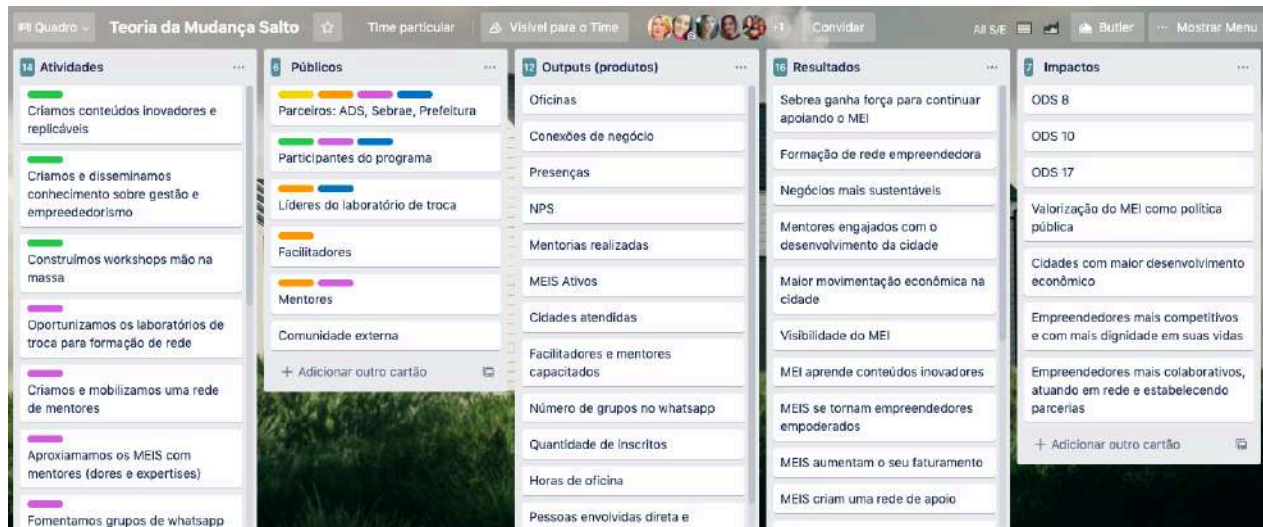 Quadro
Teoria da Mudança Salto
Time particular
Visível para o Time
+1
Convidar
All S/E
Butler
... Mostrar Menu
14 Atividades ...
Criamos conteúdos inovadores e
replicáveis
Criamos e disseminamos
conhecimento sobre gestão e
empreededorismo
Construímos workshops mão na
massa
Oportunizamos os laboratórios de
troca para formação de rede
Criamos e mobilizamos uma rede
de mentores
Aproxiamamos os MEIS com
mentores (dores e expertises)
Fomentamos grupos de whatsapp
6 Públicos ...
Parceiros: ADS, Sebrae, Prefeitura
Participantes do programa
Líderes do laboratório de troca
Facilitadores
Mentores
Comunidade externa
+ Adicionar outro cartão
12 Outputs (produtos) ...
Oficinas
Conexões de negócio
Presenças
NPS
Mentorias realizadas
MEIS Ativos
Cidades atendidas
Facilitadores e mentores
capacitados
Número de grupos no whatsapp
Quantidade de inscritos
Horas de oficina
Pessoas envolvidas direta e
16 Resultados ...
Sebrea ganha força para continuar
apoiando o MEI
Formação de rede empreendedora
Negócios mais sustentáveis
Mentores engajados com o
desenvolvimento da cidade
Maior movimentação econômica na
cidade
Visibilidade do MEI
MEI aprende conteúdos inovadores
MEIS se tornam empreendedores
empoderados
MEIS aumentam o seu faturamento
MEIS criam uma rede de apoio
7 Impactos ...
ODS 8
ODS 10
ODS 17
Valorização do MEI como política
pública
Cidades com maior desenvolvimento
econômico
Empreendedores mais competitivos
e com mais dignidade em suas vidas
Empreendedores mais colaborativos,
atuando em rede e estabelecendo
parcerias
+ Adicionar outro cartão